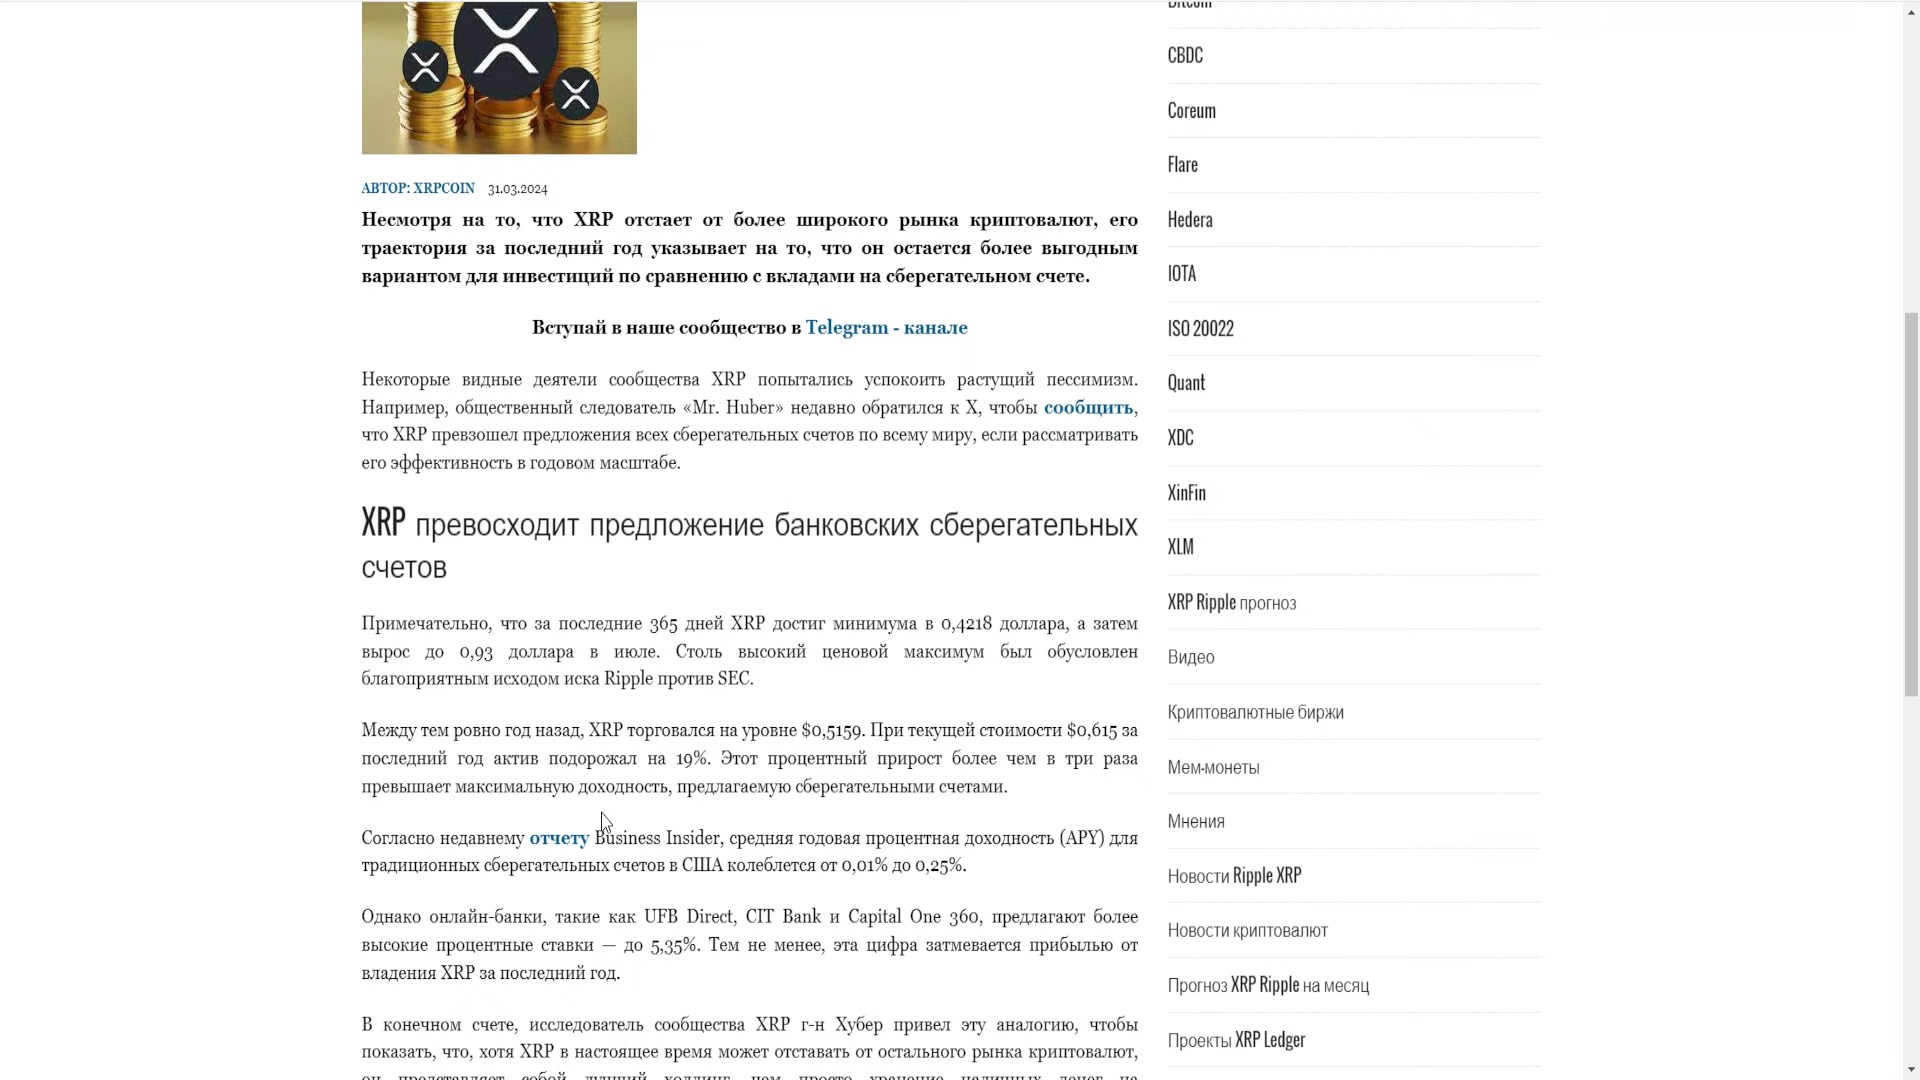 АВТОР: XRPCOIN 31.03.2024
Несмотря на то, что XRP отстает от более широкого рынка криптовалют, его
траектория за последний год указывает на то, что он остается более выгодным
вариантом для инвестиций по сравнению с вкладами на сберегательном счете.
Вступай в наше сообщество в Telegram - канале
Некоторые видные деятели сообщества XRP попытались успокоить растущий пессимизм.
Например, общественный следователь «Mr. Huber» недавно обратился к X, чтобы сообщить,
что XRP превзошел предложения всех сберегательных счетов по всему миру, если рассматривать
его эффективность в годовом масштабе.
XRP превосходит предложение банковских сберегательных
счетов
Примечательно, что за последние 365 дней XRP достиг минимума в 0,4218 доллара, а затем
вырос до 0,93 доллара в июле. Столь высокий ценовой максимум был обусловлен
благоприятным исходом иска Ripple против SEC.
Между тем ровно год назад, XRP торговался на уровне $0,5159. При текущей стоимости $0,615 за
последний год актив подорожал на 19%. Этот процентный прирост более чем в три раза
превышает максимальную доходность, предлагаемую сберегательными счетами.
Согласно недавнему отчету Business Insider, средняя годовая процентная доходность (APY) для
традиционных сберегательных счетов в США колеблется от 0,01% до 0,25%.
Однако онлайн-банки, такие как UFB Direct, CIT Bank и Capital One 360, предлагают более
высокие процентные ставки — до 5,35%. Тем не менее, эта цифра затмевается прибылью от
владения XRP за последний год.
В конечном счете, исследователь сообщества XRP г-н Хубер привел эту аналогию, чтобы
показать, что, хотя XRP в настоящее время может отставать от остального рынка криптовалют,
он представляет собой лучший холдинг, чем просто хранение наличных денег на
Bitcoin
CBDC
Coreum
Flare
Hedera
IOTA
ISO 20022
Quant
XDC
XinFin
XLM
XRP Ripple прогноз
Видео
Криптовалютные биржи
Мем-монеты
Мнения
Новости Ripple XRP
Новости криптовалют
Прогноз XRP Ripple на месяц
Проекты XRP Ledger